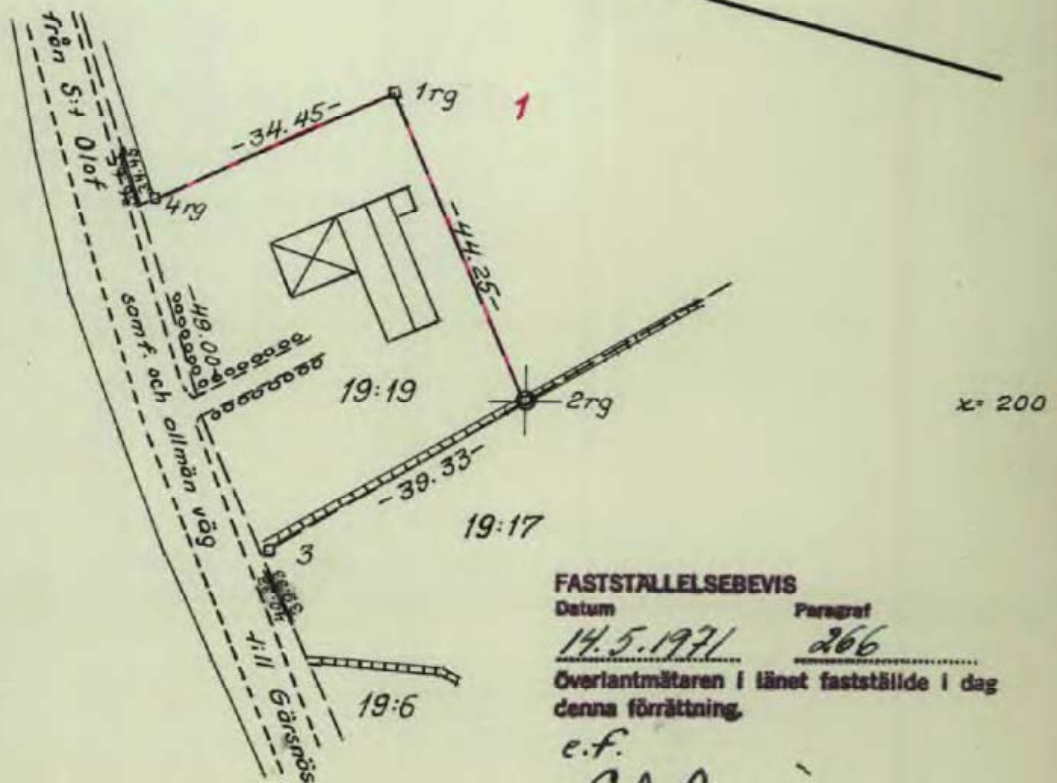 från S:t Olof
-34.45-
1rg
1
4rg
-44.25-
-49.00-
samf. och allmän väg
19:19
2rg
x= 200
-39.33-
19:17
3
till Gärsnäs
19:6
FASTSTÄLLELSEBEVIS
Datum Paragraf
14.5.1971 266
Överlantmätaren i länet fastställde i dag
denna förrättning.
e.f.